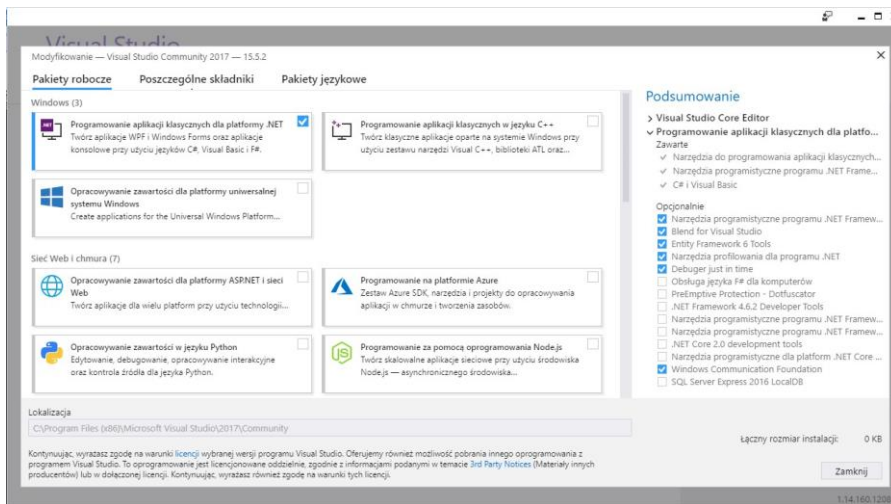 Visual Studio
Modyfikowanie — Visual Studio Community 2017 — 15.5.2
Pakiety robocze Poszczególne składniki Pakiety językowe
Windows (3)
Programowanie aplikacji klasycznych dla platformy .NET
Twórz aplikacje WPF i Windows Forms oraz aplikacje
konsolowe przy użyciu języków C#, Visual Basic i F#.
Programowanie aplikacji klasycznych w języku C++
Twórz klasyczne aplikacje oparte na systemie Windows przy
użyciu zestawu narzędzi Visual C++, biblioteki ATL oraz...
Opracowywanie zawartości dla platformy uniwersalnej
systemu Windows
Create applications for the Universal Windows Platform...
Sieć Web i chmura (7)
Opracowywanie zawartości dla platformy ASP.NET i sieci
Web
Twórz aplikacje dla wielu platform przy użyciu technologii...
Programowanie na platformie Azure
Zestaw Azure SDK, narzędzia i projekty do opracowywania
aplikacji w chmurze i tworzenia zasobów.
Opracowywanie zawartości w języku Python
Edytowanie, debugowanie, opracowywanie interakcyjne
oraz kontrola źródła dla języka Python.
Programowanie za pomocą oprogramowania Node.js
Twórz skalowalne aplikacje sieciowe przy użyciu środowiska
Node.js — asynchronicznego środowiska...
Podsumowanie
Visual Studio Core Editor
Programowanie aplikacji klasycznych dla platfo...
Zawarte
Narzędzia do programowania aplikacji klasycznych...
Narzędzia programistyczne programu .NET Frame...
C# i Visual Basic
Opcjonalnie
Narzędzia programistyczne programu .NET Framew...
Blend for Visual Studio
Entity Framework 6 Tools
Narzędzia profilowania dla programu .NET
Debuger just in time
Obsługa języka F# dla komputerów
PreEmptive Protection - Dotfuscator
.NET Framework 4.6.2 Developer Tools
Narzędzia programistyczne programu .NET Framew...
Narzędzia programistyczne programu .NET Framew...
.NET Core 2.0 development tools
Narzędzia programistyczne dla platform .NET Core ...
Windows Communication Foundation
SQL Server Express 2016 LocalDB
Lokalizacja
C:\Program Files (x86)\Microsoft Visual Studio\2017\Community
Kontynuując, wyrażasz zgodę na warunki licencji wybranej wersji programu Visual Studio. Oferujemy również możliwość pobrania innego oprogramowania z
programem Visual Studio. To oprogramowanie jest licencjonowane oddzielnie, zgodnie z informacjami podanymi w temacie 3rd Party Notices (Materiały innych
producentów) lub w dołączonej licencji. Kontynuując, wyrażasz również zgodę na warunki tych licencji.
Łączny rozmiar instalacji: 0 KB
Zamknij
1.14.160.1208